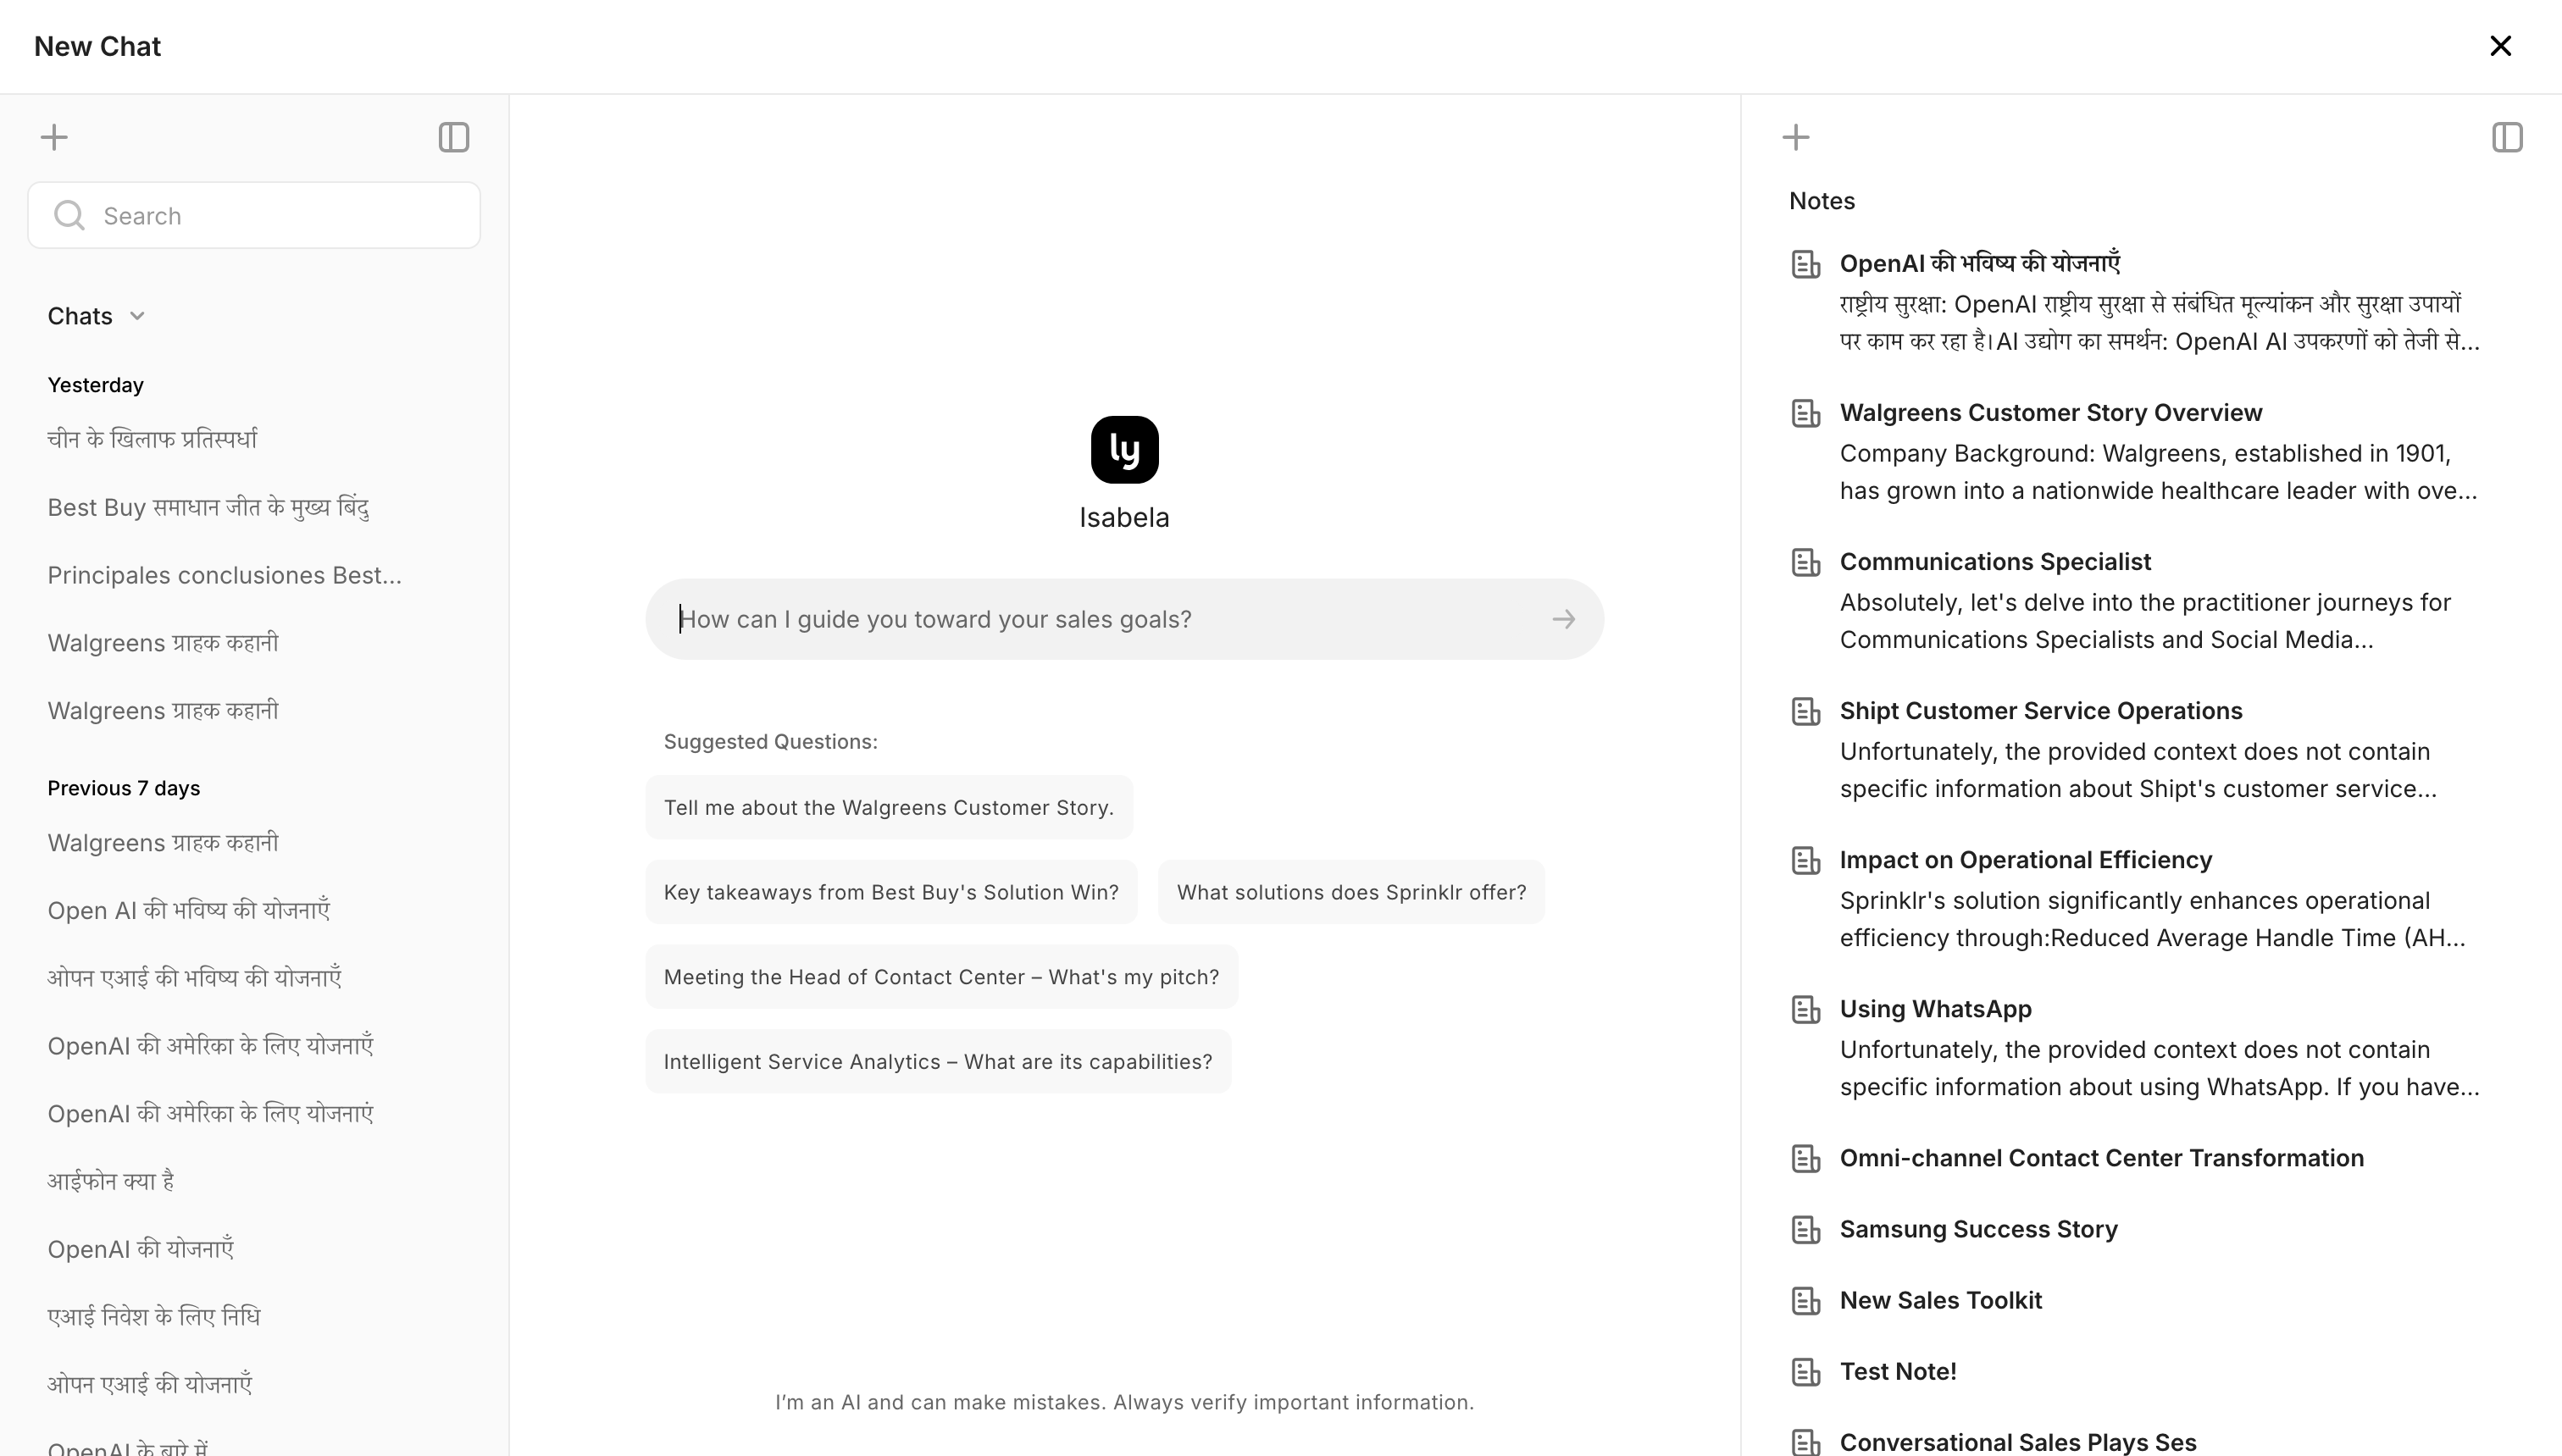 New Chat
Search
Chats
Yesterday
चीन के खिलाफ प्रतिस्पर्धा
Best Buy समाधान जीत के मुख्य बिंदु
Principales conclusiones Best...
Walgreens ग्राहक कहानी
Walgreens ग्राहक कहानी
Previous 7 days
Walgreens ग्राहक कहानी
Open AI की भविष्य की योजनाएँ
ओपन एआई की भविष्य की योजनाएँ
OpenAI की अमेरिका के लिए योजनाएँ
OpenAI की अमेरिका के लिए योजनाएं
आईफोन क्या है
OpenAI की योजनाएँ
एआई निवेश के लिए निधि
ओपन एआई की योजनाएँ
OpenAI के बारे में
ly
Isabela
How can I guide you toward your sales goals?
Suggested Questions:
Tell me about the Walgreens Customer Story.
Key takeaways from Best Buy's Solution Win?
What solutions does Sprinklr offer?
Meeting the Head of Contact Center – What's my pitch?
Intelligent Service Analytics – What are its capabilities?
I’m an AI and can make mistakes. Always verify important information.
Notes
OpenAI की भविष्य की योजनाएँ
राष्ट्रीय सुरक्षा: OpenAI राष्ट्रीय सुरक्षा से संबंधित मूल्यांकन और सुरक्षा उपायों
पर काम कर रहा है।AI उद्योग का समर्थन: OpenAI AI उपकरणों को तेजी से...
Walgreens Customer Story Overview
Company Background: Walgreens, established in 1901,
has grown into a nationwide healthcare leader with ove...
Communications Specialist
Absolutely, let's delve into the practitioner journeys for
Communications Specialists and Social Media...
Shipt Customer Service Operations
Unfortunately, the provided context does not contain
specific information about Shipt's customer service...
Impact on Operational Efficiency
Sprinklr's solution significantly enhances operational
efficiency through:Reduced Average Handle Time (AH...
Using WhatsApp
Unfortunately, the provided context does not contain
specific information about using WhatsApp. If you have...
Omni-channel Contact Center Transformation
Samsung Success Story
New Sales Toolkit
Test Note!
Conversational Sales Plays Ses